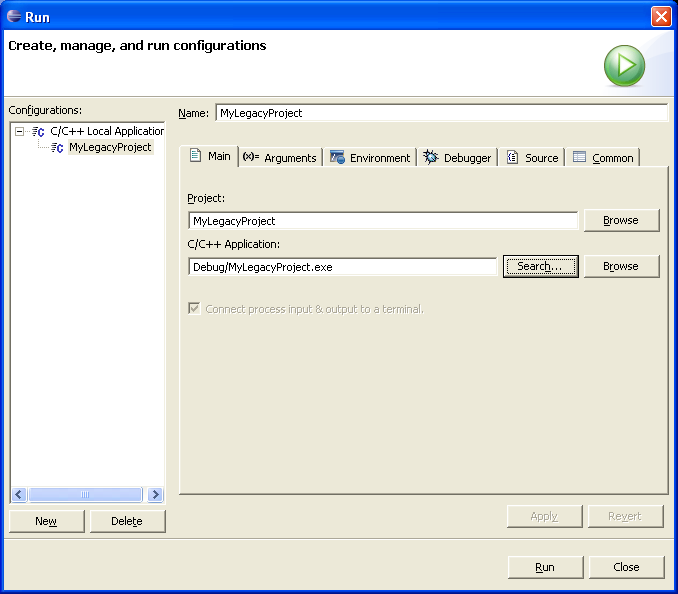 Run
Create, manage, and run configurations
Configurations:
C/C++ Local Application
MyLegacyProject
New
Delete
Name: MyLegacyProject
Main (x)= Arguments Environment Debugger Source Common
Project:
MyLegacyProject Browse
C/C++ Application:
Debug/MyLegacyProject.exe Search... Browse
Connect process input & output to a terminal.
Apply Revert
Run Close